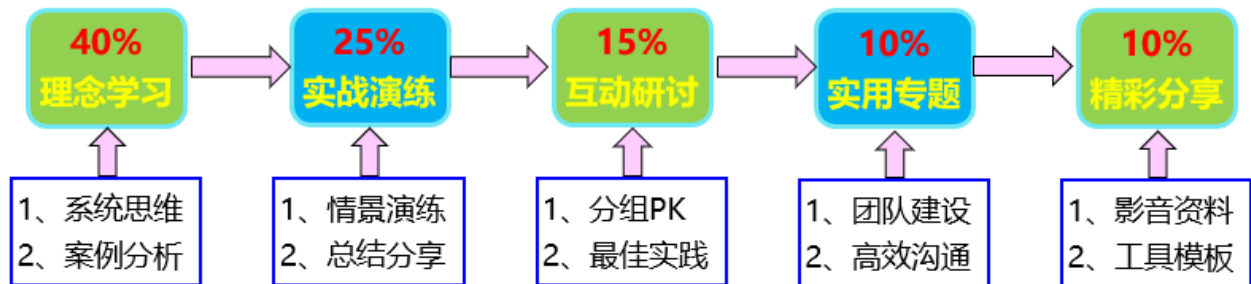 40%
理念学习
25%
实战演练
15%
互动研讨
10%
实用专题
10%
精彩分享
1、系统思维
2、案例分析
1、情景演练
2、总结分享
1、分组PK
2、最佳实践
1、团队建设
2、高效沟通
1、影音资料
2、工具模板